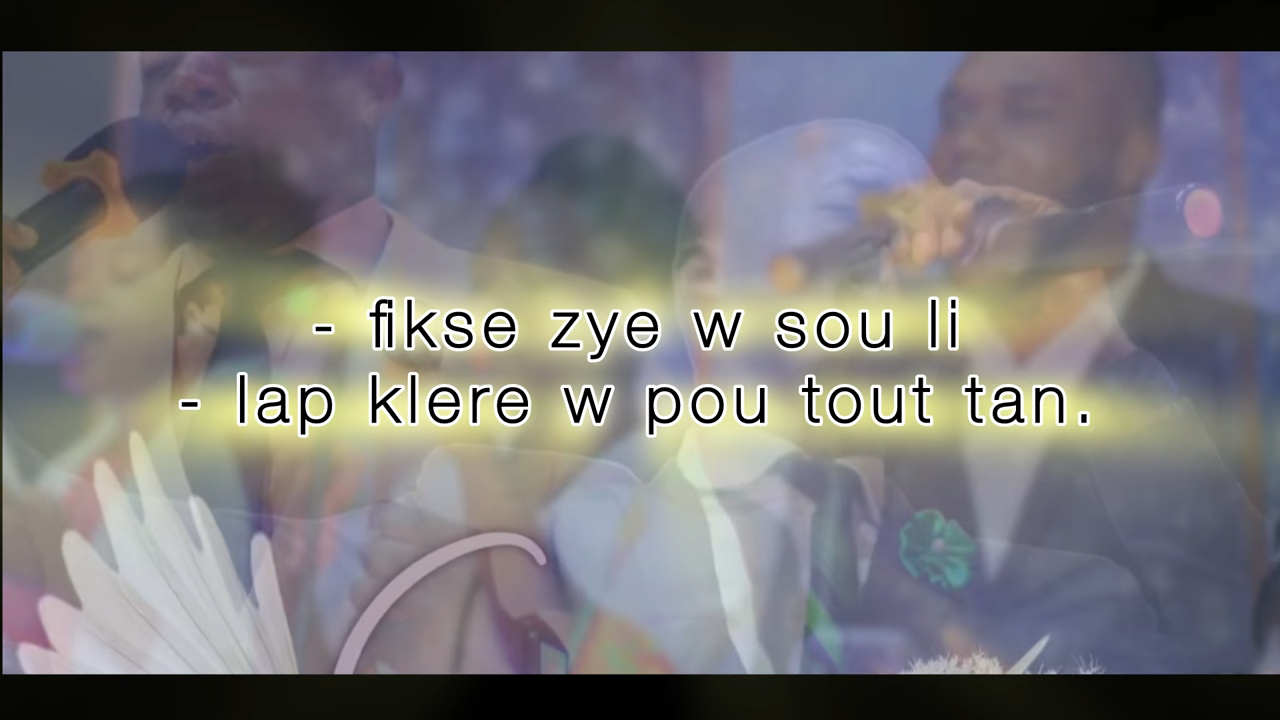 - fikse zye w sou li
- lap klere w pou tout tan.